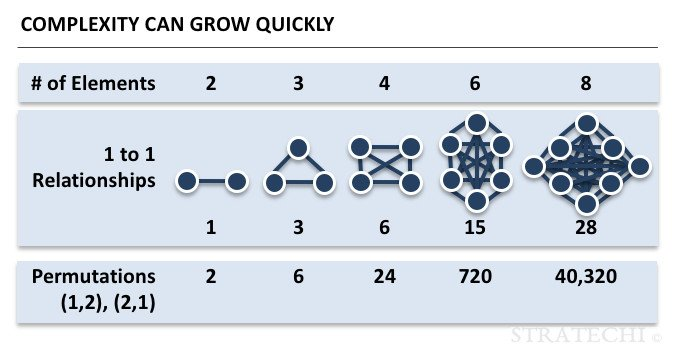 COMPLEXITY CAN GROW QUICKLY
# of Elements 2 3 4 6 8
1 to 1
Relationships
1 3 6 15 28
Permutations 2 6 24 720 40,320
(1,2), (2,1)
STRATECHI ©